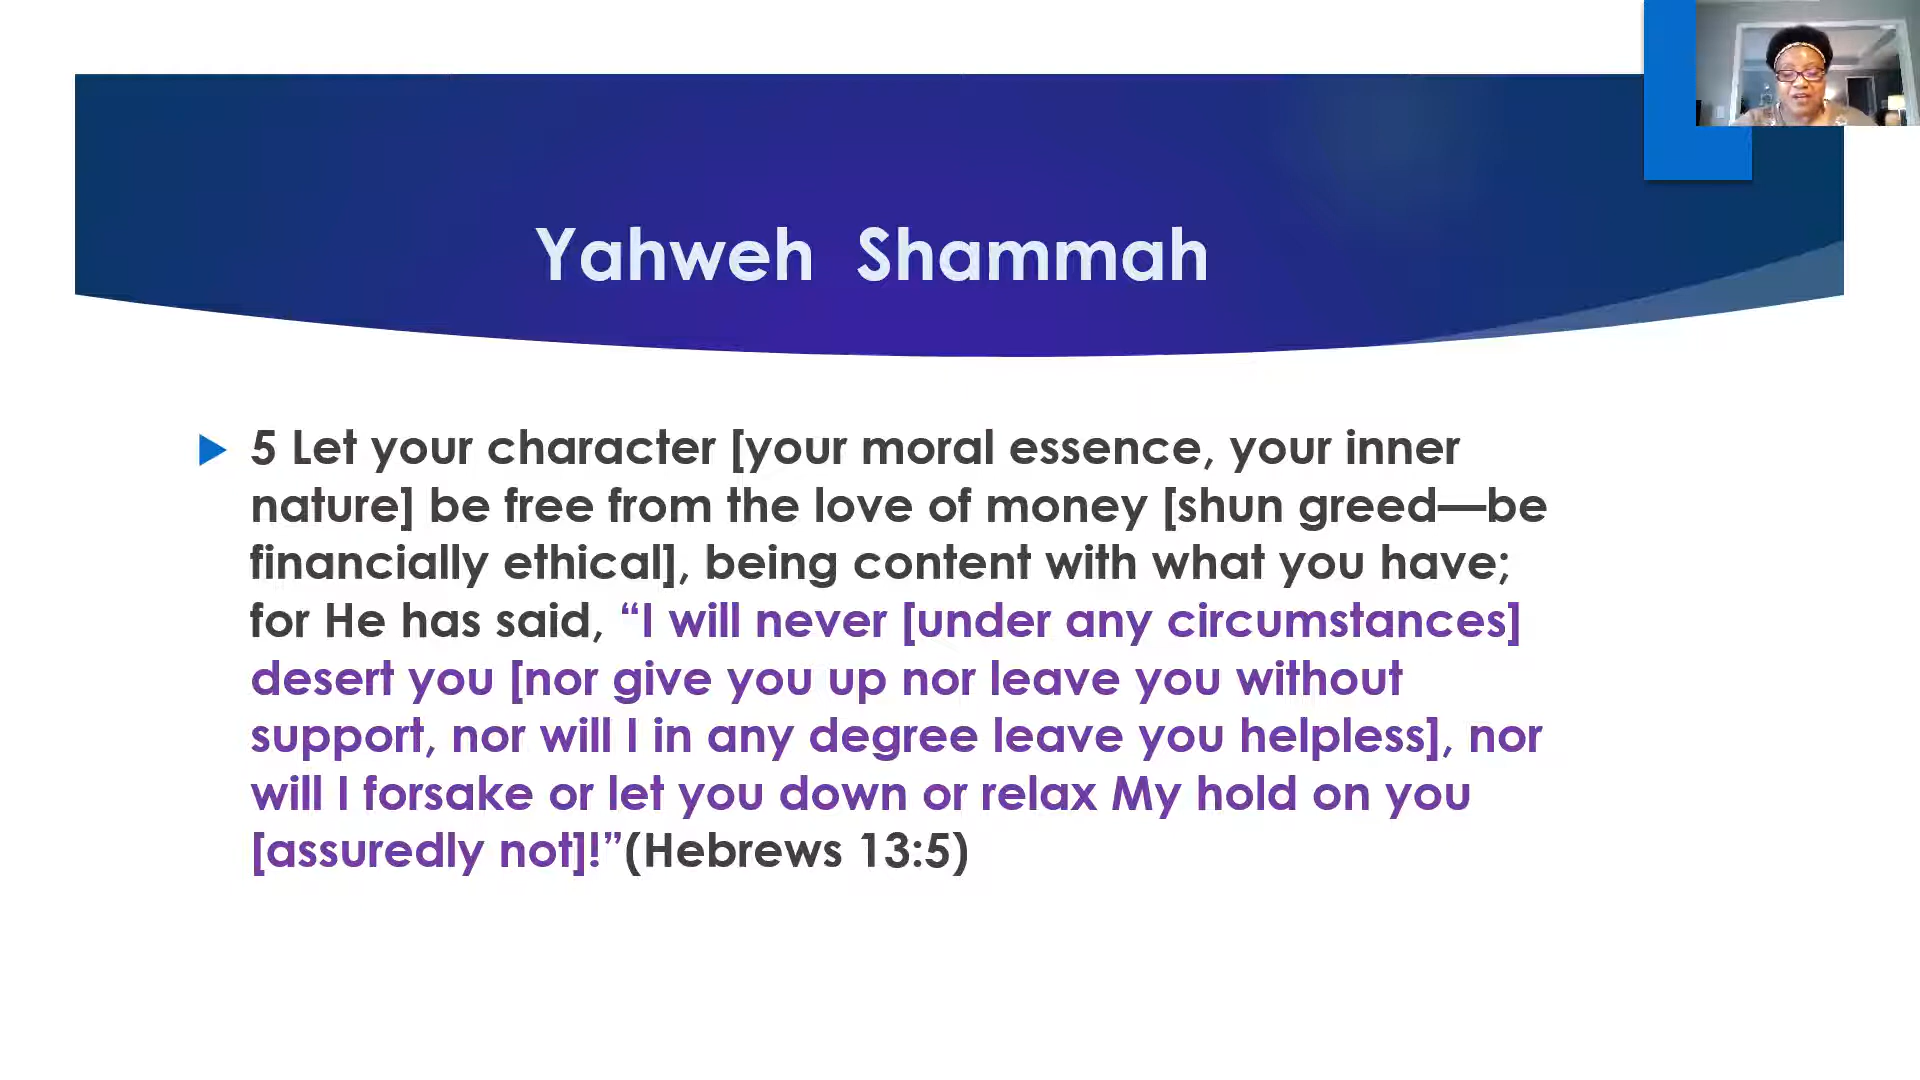 Yahweh Shammah
5 Let your character [your moral essence, your inner
nature] be free from the love of money [shun greed—be
financially ethical], being content with what you have;
for He has said, “I will never [under any circumstances]
desert you [nor give you up nor leave you without
support, nor will I in any degree leave you helpless], nor
will I forsake or let you down or relax My hold on you
[assuredly not]!”(Hebrews 13:5)